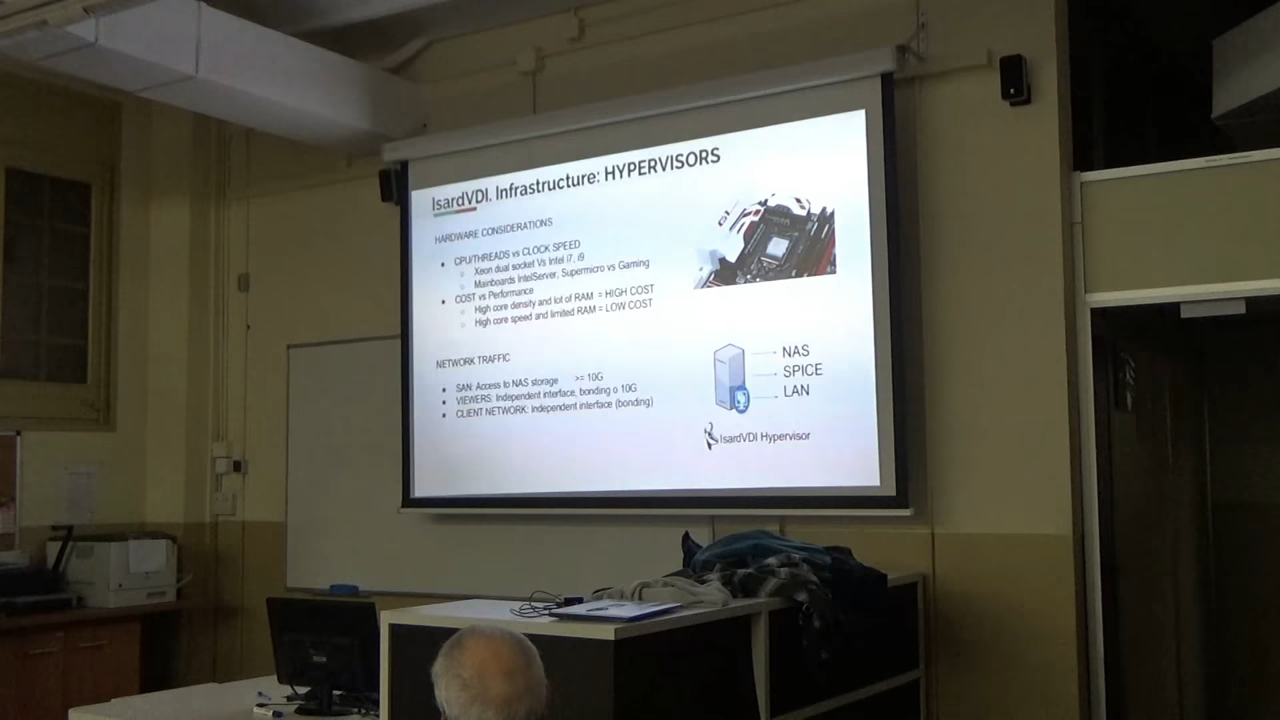 IsardVDI. Infrastructure: HYPERVISORS
HARDWARE CONSIDERATIONS
● CPU/THREADS vs CLOCK SPEED
○ Xeon dual socket Vs Intel i7, i9
○ Mainboards IntelServer, Supermicro vs Gaming
● COST vs Performance
○ High core density and lot of RAM = HIGH COST
○ High core speed and limited RAM = LOW COST
NETWORK TRAFFIC
● SAN: Access to NAS storage >= 10G
● VIEWERS: Independent interface, bonding o 10G
● CLIENT NETWORK: Independent interface (bonding)
NAS
SPICE
LAN
IsardVDI Hypervisor